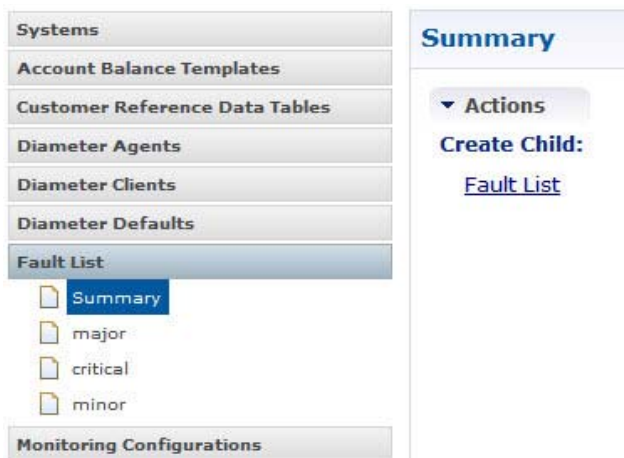 Systems
Account Balance Templates
Customer Reference Data Tables
Diameter Agents
Diameter Clients
Diameter Defaults
Fault List
Summary
major
critical
minor
Monitoring Configurations
Summary
Actions
Create Child:
Fault List